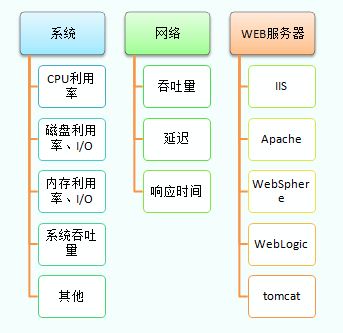 系统
CPU利用
率
磁盘利用
率、I/O
内存利用
率、I/O
系统吞吐
量
其他
网络
吞吐量
延迟
响应时间
WEB服务器
IIS
Apache
WebSpher
e
WebLogic
tomcat